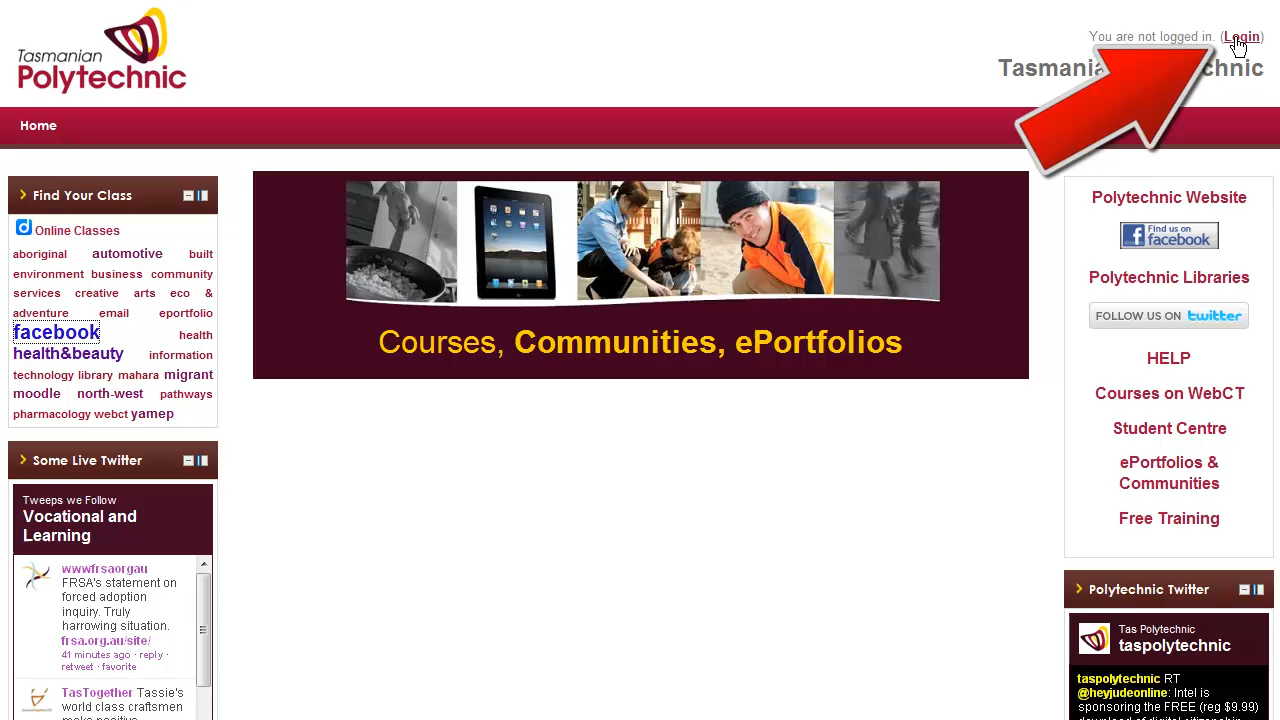 Tasmanian
Polytechnic
You are not logged in. (Login)
Home
Find Your Class
Online Classes
aboriginal automotive built
environment business community
services creative arts eco &
adventure email eportfolio
facebook health
health&beauty information
technology library mahara migrant
moodle north-west pathways
pharmacology webct yamep
Some Live Twitter
Tweeps we Follow
Vocational and
Learning
wwwfrsaorgau
FRSA's statement on
forced adoption
inquiry. Truly
harrowing situation.
frsa.org.au/site/
41 minutes ago · reply ·
retweet · favorite
TasTogether Tassie's
world class craftsmen
Courses, Communities, ePortfolios
Polytechnic Website
Find us on
facebook
Polytechnic Libraries
FOLLOW US ON twitter
HELP
Courses on WebCT
Student Centre
ePortfolios &
Communities
Free Training
Polytechnic Twitter
Tas Polytechnic
taspolytechnic
taspolytechnic RT
@heyjudeonline: Intel is
sponsoring the FREE (reg $9.99)